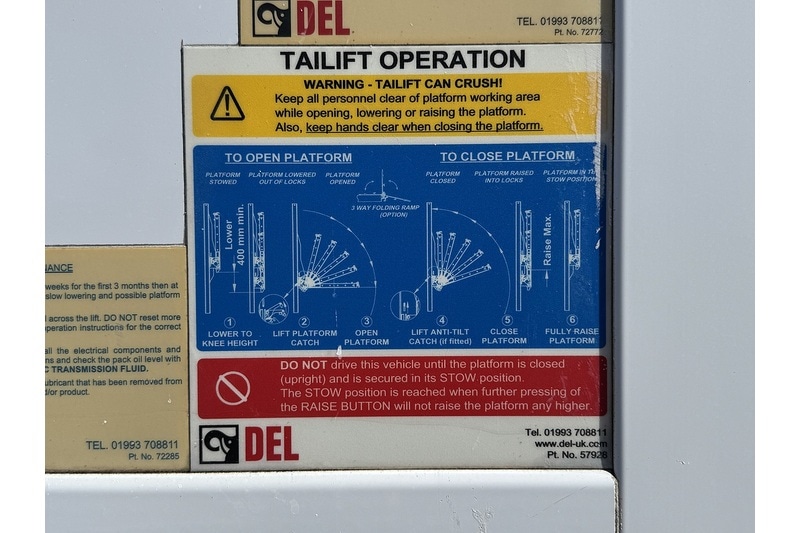 DEL
TEL. 01993 70881
Pt. No. 72772
TAILIFT OPERATION
WARNING - TAILIFT CAN CRUSH!
Keep all personnel clear of platform working area
while opening, lowering or raising the platform.
Also, keep hands clear when closing the platform.
TO OPEN PLATFORM
TO CLOSE PLATFORM
PLATFORM STOWED
PLATFORM LOWERED OUT OF LOCKS
PLATFORM OPENED
PLATFORM CLOSED
PLATFORM RAISED INTO LOCKS
PLATFORM IN THE STOW POSITION
3 WAY FOLDING RAMP
(OPTION)
Lower
400 mm min.
Raise Max.
1
LOWER TO
KNEE HEIGHT
2
LIFT PLATFORM
CATCH
3
OPEN
PLATFORM
4
LIFT ANTI-TILT
CATCH (if fitted)
5
CLOSE
PLATFORM
6
FULLY RAISE
PLATFORM
DO NOT drive this vehicle until the platform is closed
(upright) and is secured in its STOW position.
The STOW position is reached when further pressing of
the RAISE BUTTON will not raise the platform any higher.
DEL
Tel. 01993 708811
www.del-uk.com
Pt. No. 57928
NANCE
weeks for the first 3 months then at
slow lowering and possible platform
across the lift. DO NOT reset more
operation instructions for the correct
all the electrical components and
ns and check the pack oil level with
C TRANSMISSION FLUID.
ubricant that has been removed from
d/or product.
TEL. 01993 708811
Pt. No. 72285